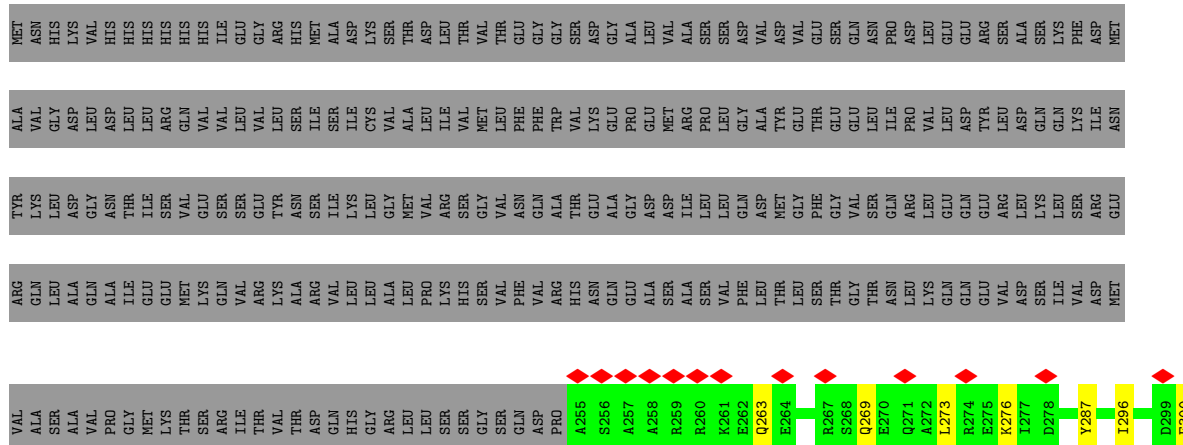 MET ASN HIS LYS VAL HIS HIS HIS HIS HIS HIS ILE GLU GLY ARG HIS MET ALA ASP LYS SER THR ASP LEU THR VAL THR GLU GLY GLY SER ASP GLY ALA LEU VAL ALA SER SER ASP VAL ASP VAL GLU SER GLN ASN PRO ASP LEU GLU GLU ARG SER ALA SER LYS PHE ASP MET
ALA VAL GLY ASP LEU ASP LEU LEU ARG GLN VAL VAL LEU VAL LEU SER ILE SER ILE CYS VAL ALA LEU ILE VAL MET LEU PHE PHE TRP VAL LYS GLU PRO GLU MET ARG PRO LEU GLY ALA TYR GLU THR GLU GLU LEU ILE PRO VAL LEU ASP TYR LEU ASP GLN GLN LYS ILE ASN
TYR LYS LEU ASP GLY ASN THR ILE SER VAL GLU SER SER GLU TYR ASN SER ILE LYS LEU GLY MET VAL ARG SER GLY VAL ASN GLN ALA THR GLU ALA GLY ASP ASP ILE LEU LEU GLN ASP MET GLY PHE GLY VAL SER GLN ARG LEU GLU GLN GLU ARG LEU LYS LEU SER ARG GLU
ARG GLN LEU ALA GLN ALA ILE GLU GLU MET LYS GLN VAL ARG LYS ALA ARG VAL LEU LEU ALA LEU PRO LYS HIS SER VAL PHE VAL ARG HIS ASN GLN GLU ALA SER ALA SER VAL PHE LEU THR LEU SER THR GLY THR ASN LEU LYS GLN GLN GLU VAL ASP SER ILE VAL ASP MET
VAL ALA SER ALA VAL PRO GLY MET LYS THR SER ARG ILE THR VAL THR ASP GLN HIS GLY ARG LEU LEU SER SER GLY SER GLN ASP PRO A255 S256 A257 A258 R259 R260 K261 E262 Q263 E264 R267 S268 Q269 E270 Q271 A272 L273 R274 E275 K276 I277 D278 Y287 I296 D299